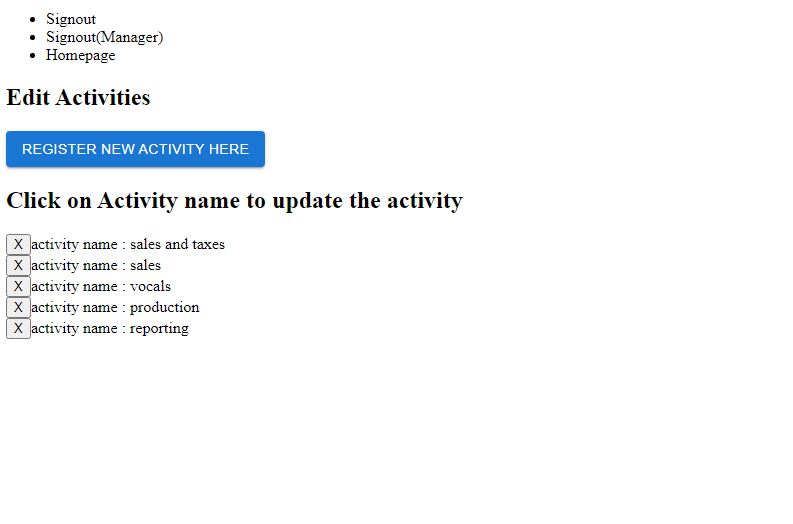 Signout
Signout(Manager)
Homepage
Edit Activities
REGISTER NEW ACTIVITY HERE
Click on Activity name to update the activity
X activity name : sales and taxes
X activity name : sales
X activity name : vocals
X activity name : production
X activity name : reporting